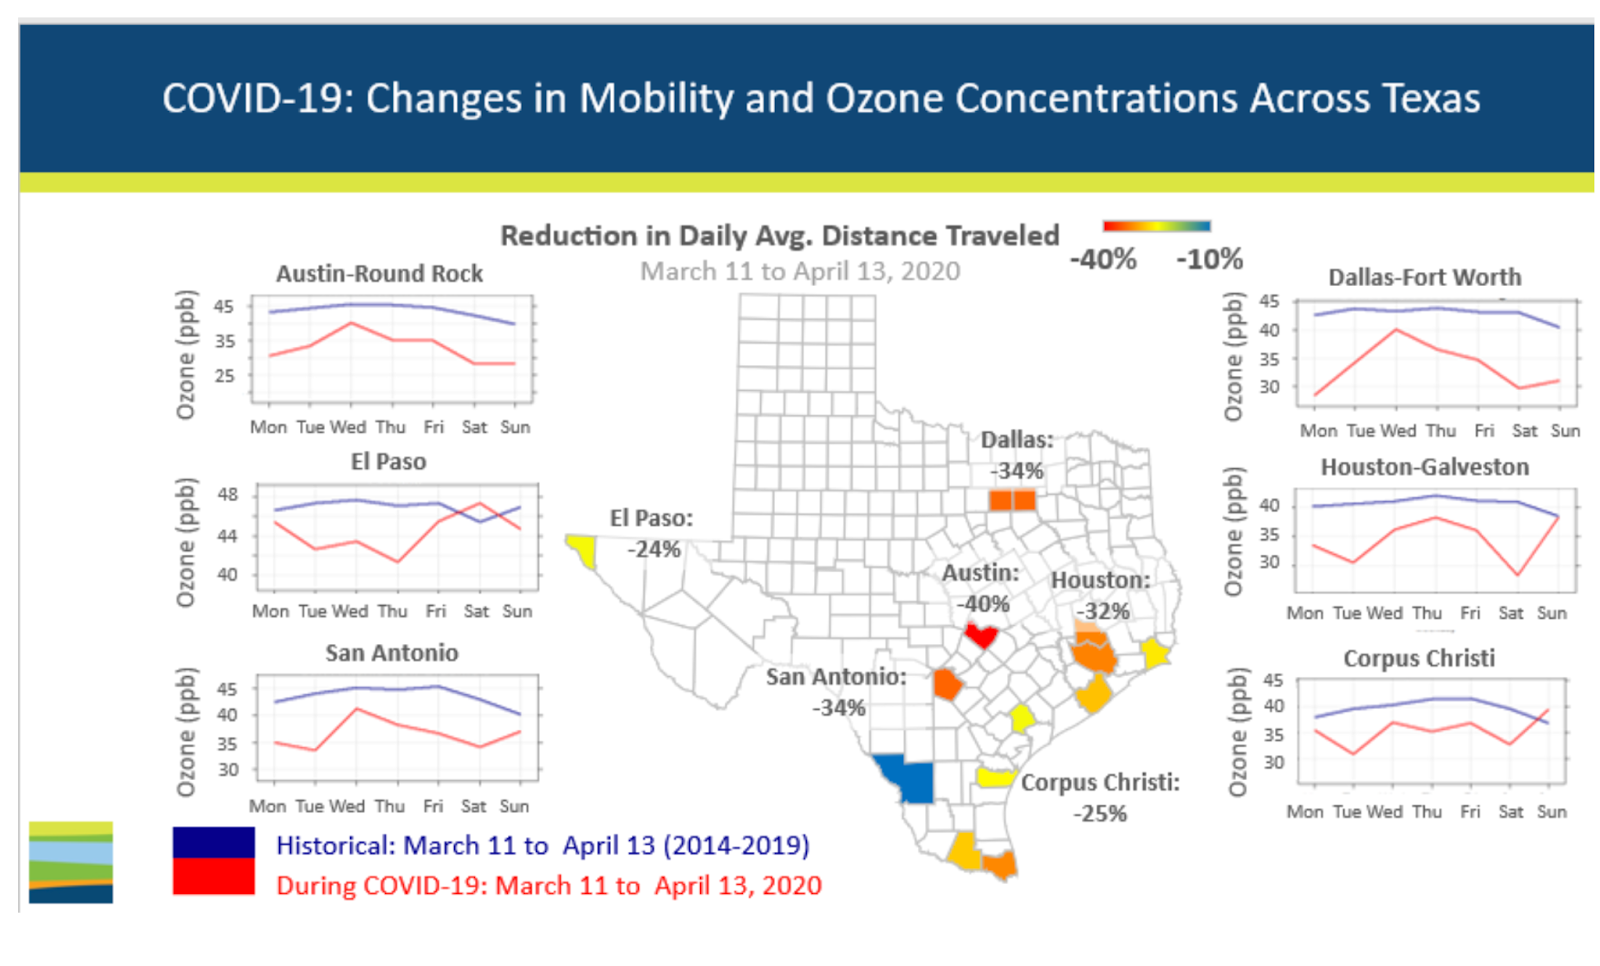 COVID-19: Changes in Mobility and Ozone Concentrations Across Texas
Reduction in Daily Avg. Distance Traveled
March 11 to April 13, 2020
-40% -10%
Austin-Round Rock
Ozone (ppb)
45
35
25
Mon Tue Wed Thu Fri Sat Sun
El Paso
Ozone (ppb)
48
44
40
Mon Tue Wed Thu Fri Sat Sun
San Antonio
Ozone (ppb)
45
40
35
30
Mon Tue Wed Thu Fri Sat Sun
Dallas:
-34%
El Paso:
-24%
Austin:
-40%
Houston:
-32%
San Antonio:
-34%
Corpus Christi:
-25%
Dallas-Fort Worth
Ozone (ppb)
45
40
35
30
Mon Tue Wed Thu Fri Sat Sun
Houston-Galveston
Ozone (ppb)
40
35
30
Mon Tue Wed Thu Fri Sat Sun
Corpus Christi
Ozone (ppb)
45
40
35
30
Mon Tue Wed Thu Fri Sat Sun
Historical: March 11 to April 13 (2014-2019)
During COVID-19: March 11 to April 13, 2020